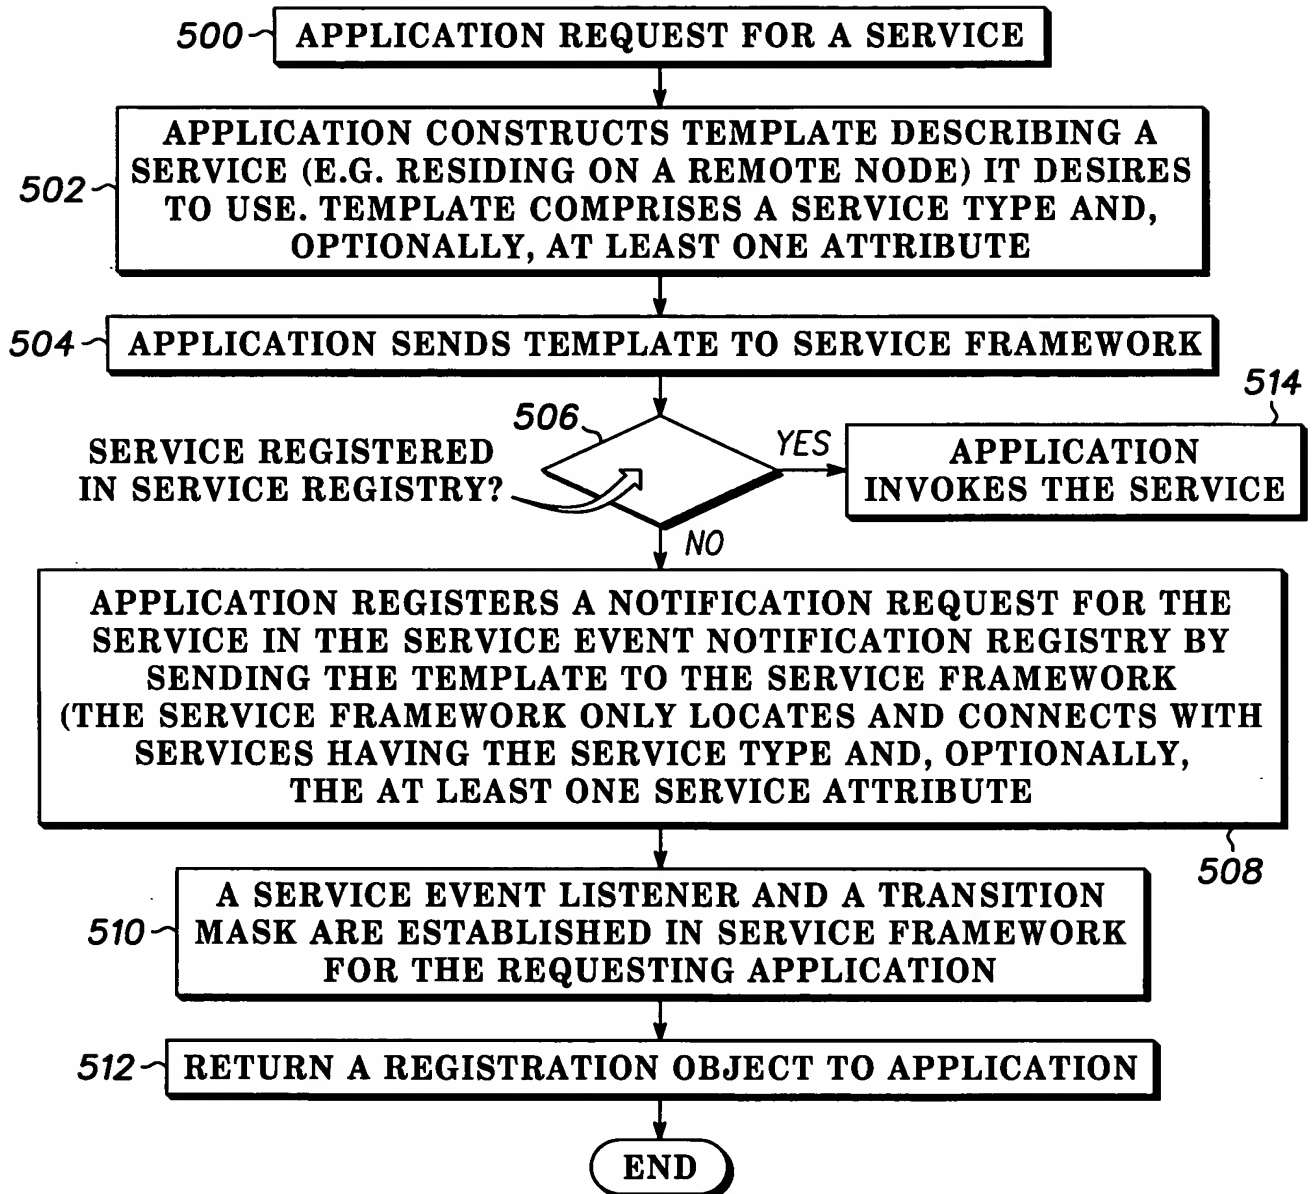 500
APPLICATION REQUEST FOR A SERVICE
502
APPLICATION CONSTRUCTS TEMPLATE DESCRIBING A
SERVICE (E.G. RESIDING ON A REMOTE NODE) IT DESIRES
TO USE. TEMPLATE COMPRISES A SERVICE TYPE AND,
OPTIONALLY, AT LEAST ONE ATTRIBUTE
504
APPLICATION SENDS TEMPLATE TO SERVICE FRAMEWORK
506
SERVICE REGISTERED
IN SERVICE REGISTRY?
YES
514
APPLICATION
INVOKES THE SERVICE
NO
APPLICATION REGISTERS A NOTIFICATION REQUEST FOR THE
SERVICE IN THE SERVICE EVENT NOTIFICATION REGISTRY BY
SENDING THE TEMPLATE TO THE SERVICE FRAMEWORK
(THE SERVICE FRAMEWORK ONLY LOCATES AND CONNECTS WITH
SERVICES HAVING THE SERVICE TYPE AND, OPTIONALLY,
THE AT LEAST ONE SERVICE ATTRIBUTE
508
510
A SERVICE EVENT LISTENER AND A TRANSITION
MASK ARE ESTABLISHED IN SERVICE FRAMEWORK
FOR THE REQUESTING APPLICATION
512
RETURN A REGISTRATION OBJECT TO APPLICATION
END